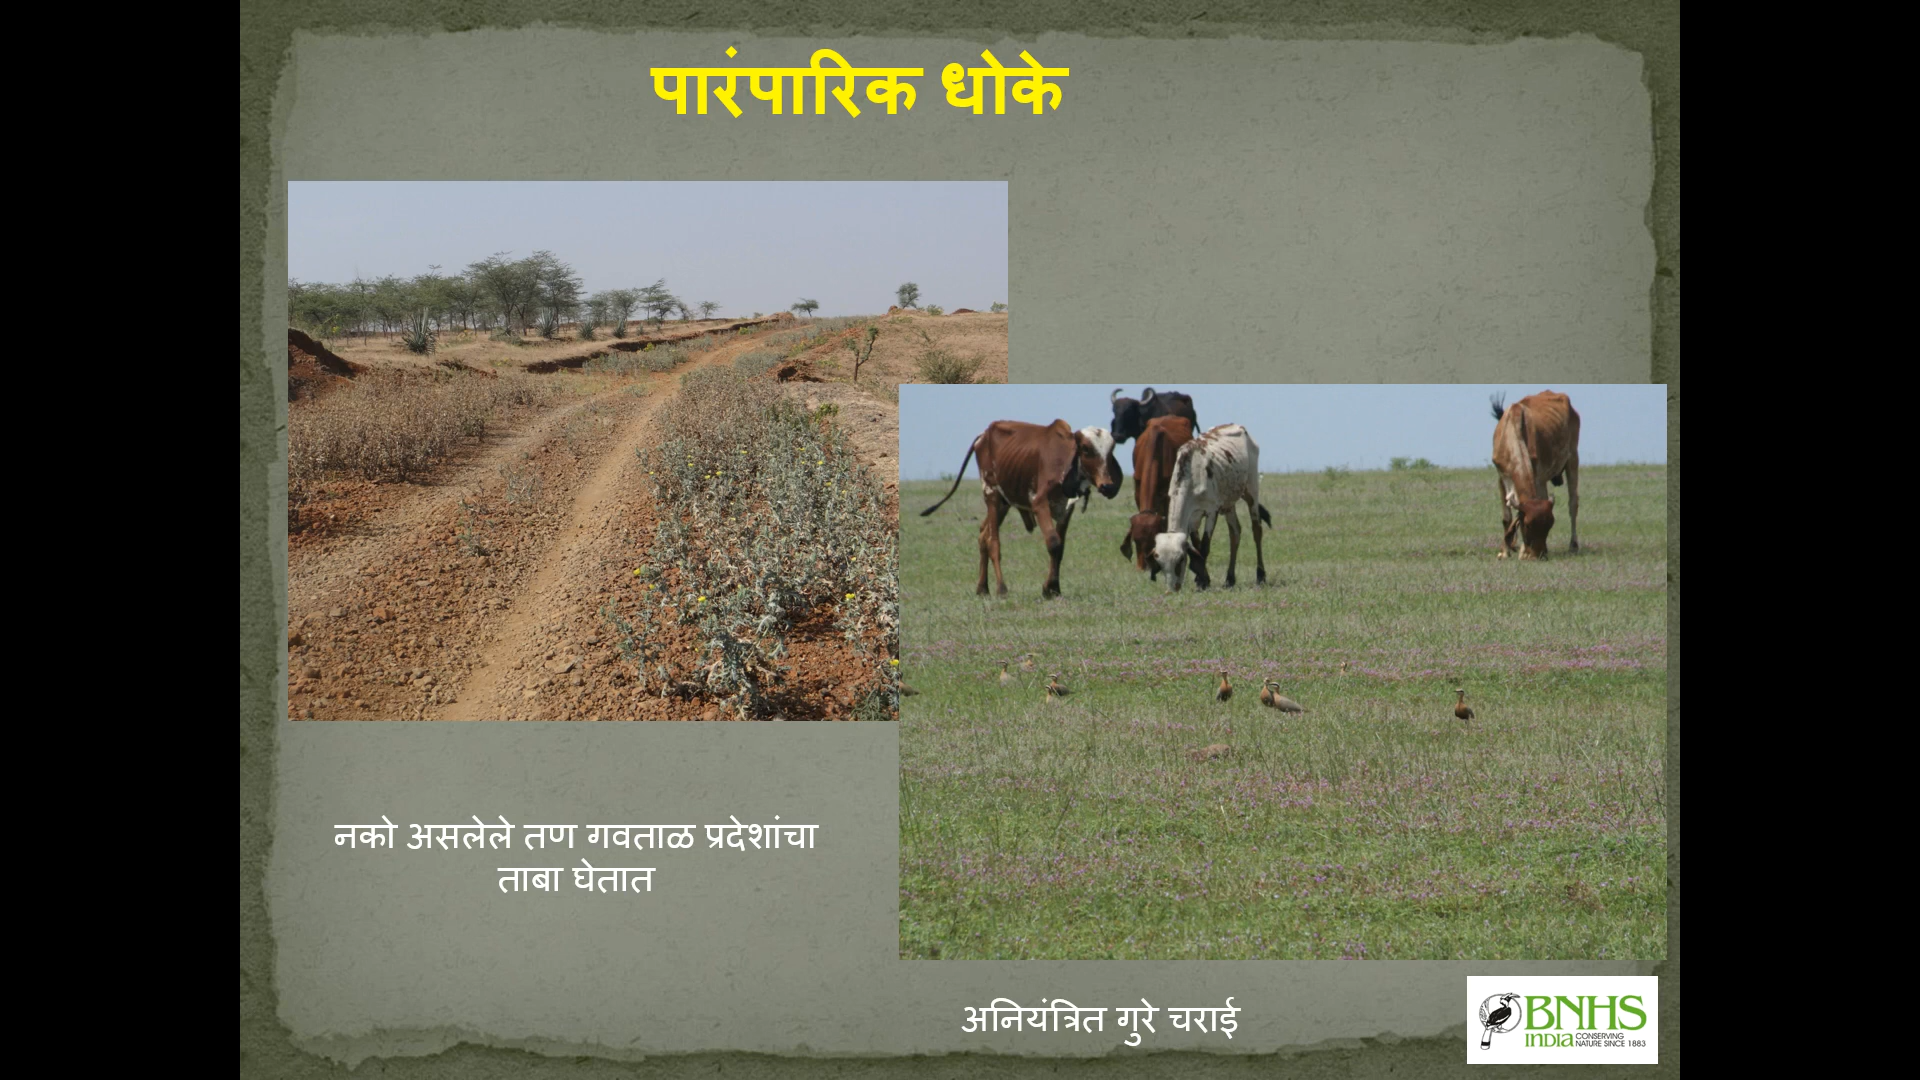 पारंपारिक धोके
नको असलेले तण गवताळ प्रदेशांचा
ताबा घेतात
अनियंत्रित गुरे चराई
BNHS
INDIA CONSERVING
NATURE SINCE 1883